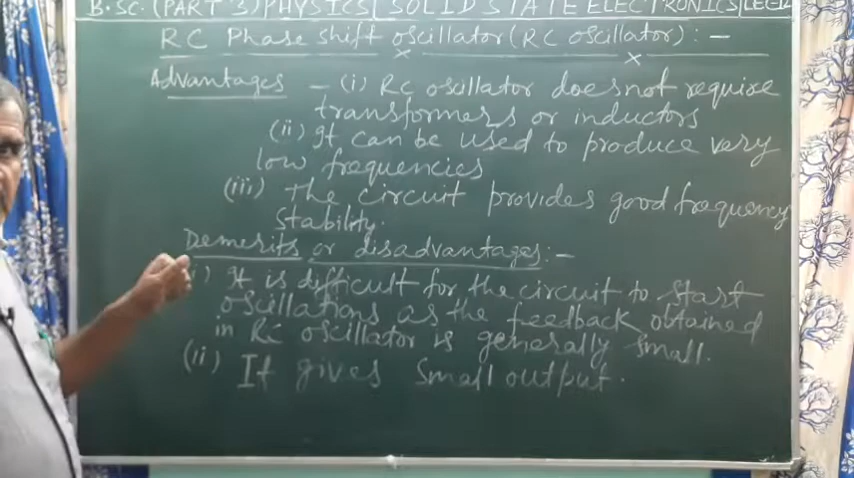 B.SC. (PART 3) PHYSICS/ SOLID STATE ELECTRONICS/LEC12
RC Phase shift oscillator (RC oscillator) : —
Advantages — (i) RC oscillator does not require
transformers or inductors
(ii) It can be used to produce very
low frequencies
(iii) The circuit provides good frequency
stability.
Demerits or disadvantages: —
i) It is difficult for the circuit to start
oscillations as the feedback obtained
in RC oscillator is generally small.
(ii) It gives small output.